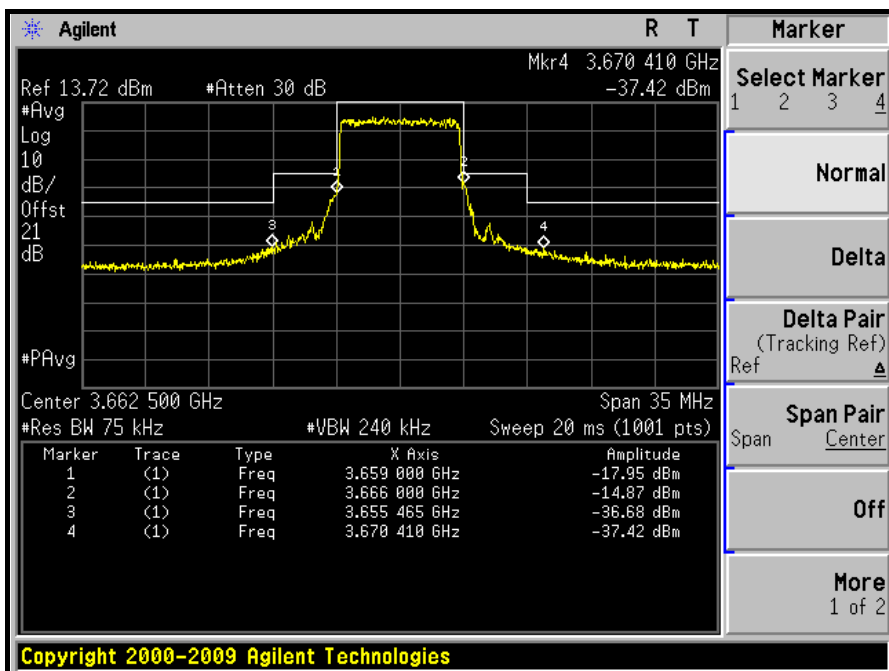 Agilent R T
Mkr4 3.670 410 GHz
Ref 13.72 dBm #Atten 30 dB -37.42 dBm
#Avg
Log
10
dB/
Offst
21
dB
#PAvg
1
2
3
4
Center 3.662 500 GHz Span 35 MHz
#Res BW 75 kHz #VBW 240 kHz Sweep 20 ms (1001 pts)
Marker Trace Type X Axis Amplitude
1 (1) Freq 3.659 000 GHz -17.95 dBm
2 (1) Freq 3.666 000 GHz -14.87 dBm
3 (1) Freq 3.655 465 GHz -36.68 dBm
4 (1) Freq 3.670 410 GHz -37.42 dBm
Copyright 2000-2009 Agilent Technologies
Marker
Select Marker
1 2 3 4
Normal
Delta
Delta Pair
(Tracking Ref)
Ref Δ
Span Pair
Span Center
Off
More
1 of 2